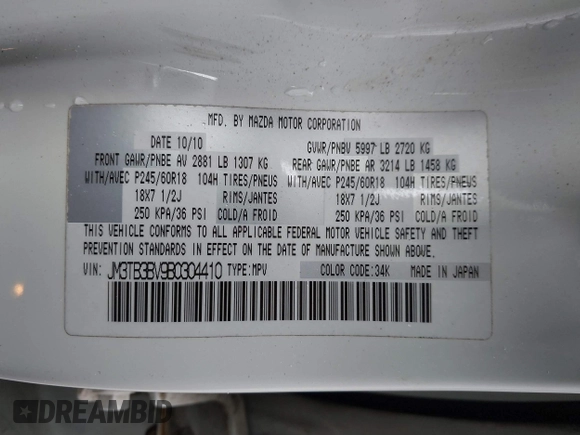 MFD. BY MAZDA MOTOR CORPORATION
DATE 10/10 GVWR/PNBV 5997 LB 2720 KG
FRONT GAWR/PNBE AV 2881 LB 1307 KG REAR GAWR/PNBE AR 3214 LB 1458 KG
WITH/AVEC P245/60R18 104H TIRES/PNEUS WITH/AVEC P245/60R18 104H TIRES/PNEUS
18X7 1/2J RIMS/JANTES 18X7 1/2J RIMS/JANTES
250 KPA/36 PSI COLD/A FROID 250 KPA/36 PSI COLD/A FROID
THIS VEHICLE CONFORMS TO ALL APPLICABLE FEDERAL MOTOR VEHICLE SAFETY AND THEFT
PREVENTION STANDARDS IN EFFECT ON THE DATE OF MANUFACTURE SHOWN ABOVE.
VIN: JM3TB3BV9B0304410 TYPE:MPV COLOR CODE:34K MADE IN JAPAN
DREAMBID